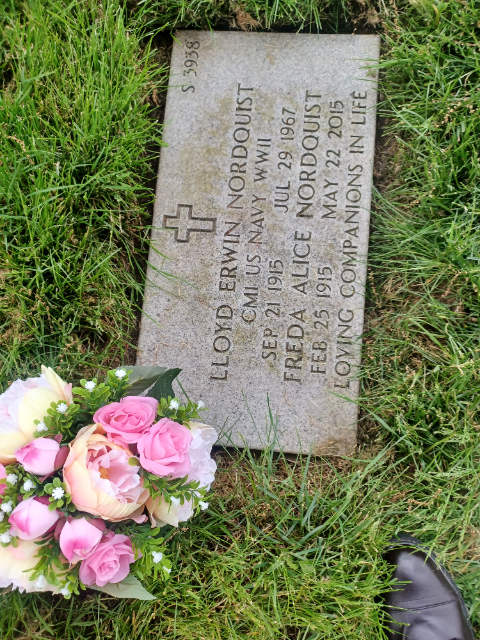 S 3938
LLOYD ERWIN NORDQUIST
CM1 US NAVY WWII
SEP 21 1915 JUL 29 1967
FREDA ALICE NORDQUIST
FEB 25 1915 MAY 22 2015
LOVING COMPANIONS IN LIFE